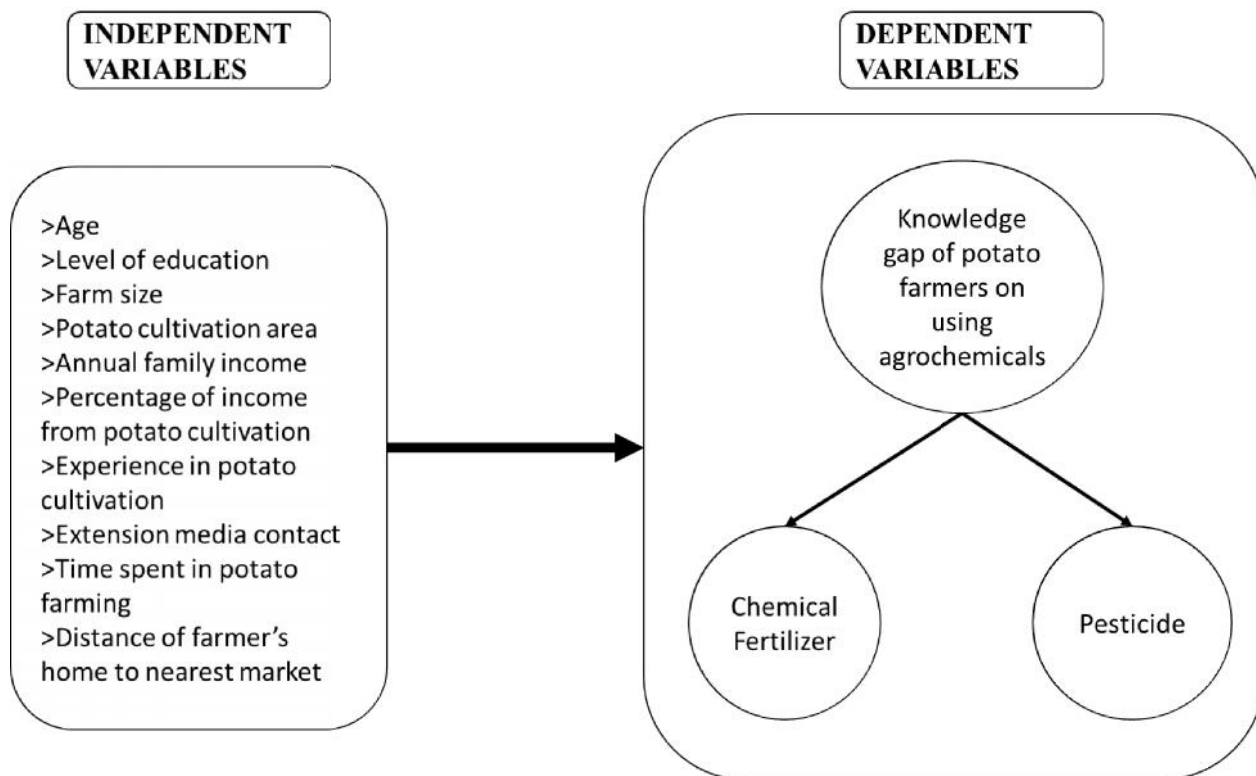 INDEPENDENT
VARIABLES
>Age
>Level of education
>Farm size
>Potato cultivation area
>Annual family income
>Percentage of income
from potato cultivation
>Experience in potato
cultivation
>Extension media contact
>Time spent in potato
farming
>Distance of farmer’s
home to nearest market
DEPENDENT
VARIABLES
Knowledge
gap of potato
farmers on
using
agrochemicals
Chemical
Fertilizer
Pesticide